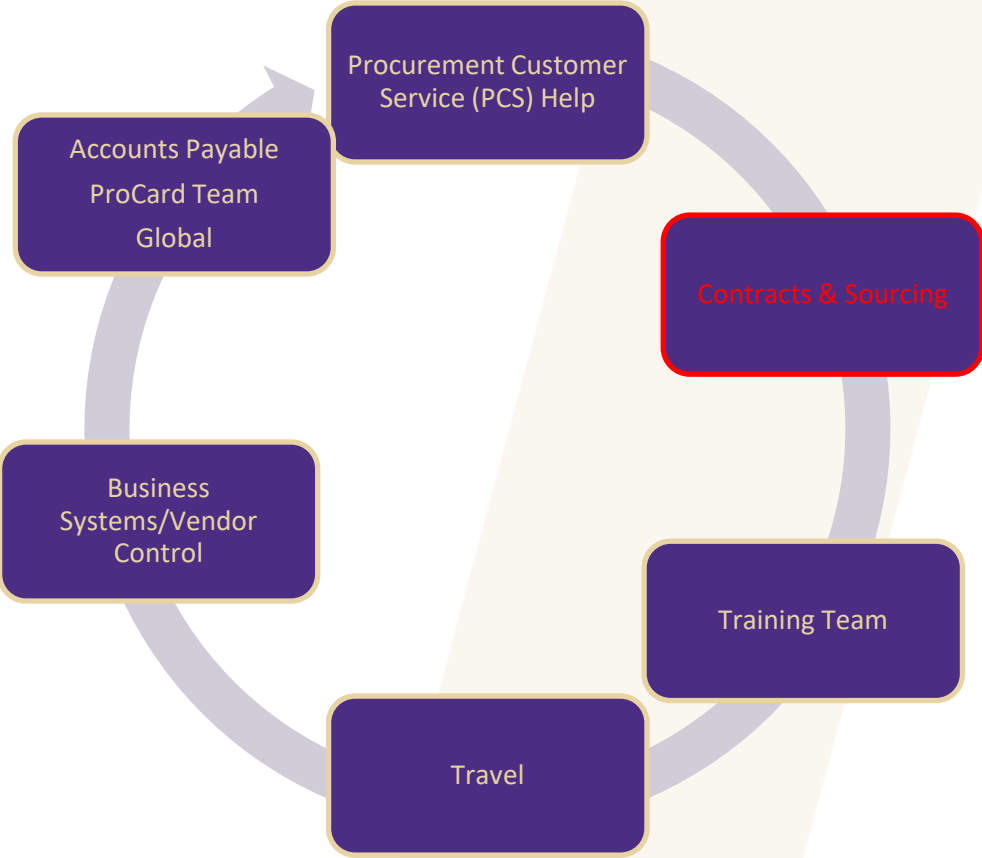 Procurement Customer
Service (PCS) Help
Contracts & Sourcing
Training Team
Travel
Business
Systems/Vendor
Control
Accounts Payable
ProCard Team
Global